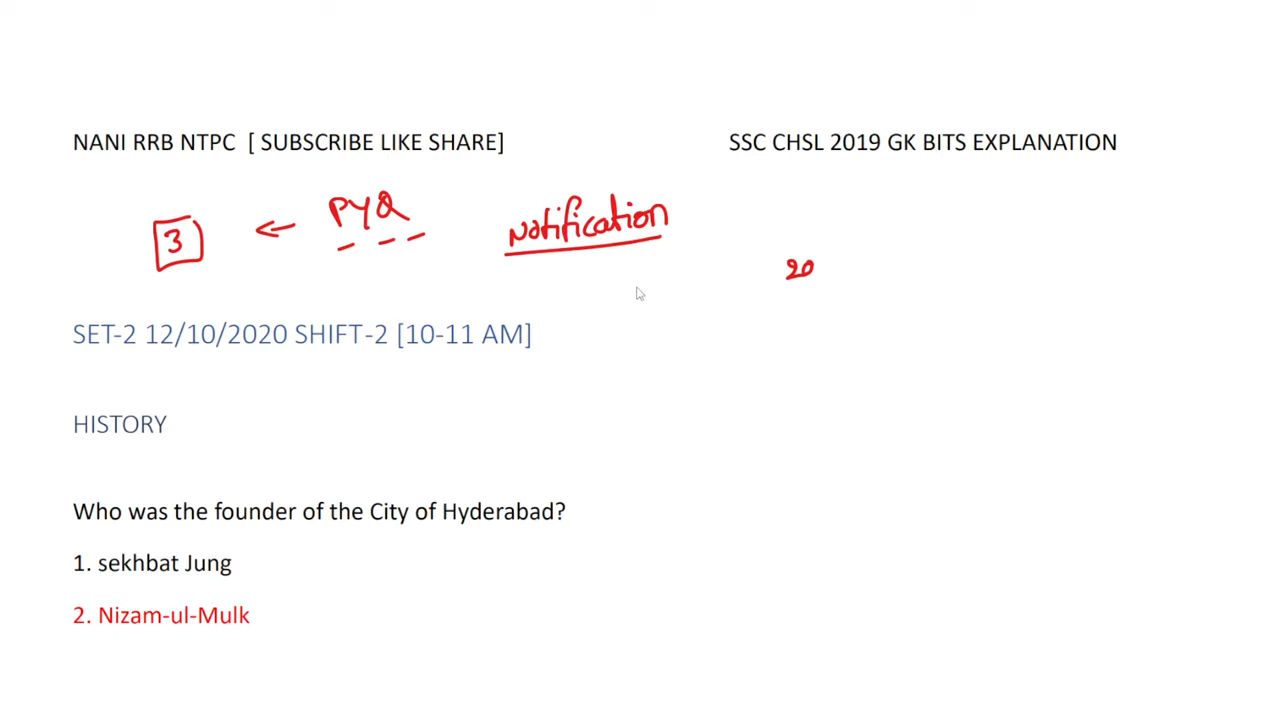 NANI RRB NTPC [ SUBSCRIBE LIKE SHARE] SSC CHSL 2019 GK BITS EXPLANATION
3 ← PYQ Notification
20
SET-2 12/10/2020 SHIFT-2 [10-11 AM]
HISTORY
Who was the founder of the City of Hyderabad?
1. sekhbat Jung
2. Nizam-ul-Mulk